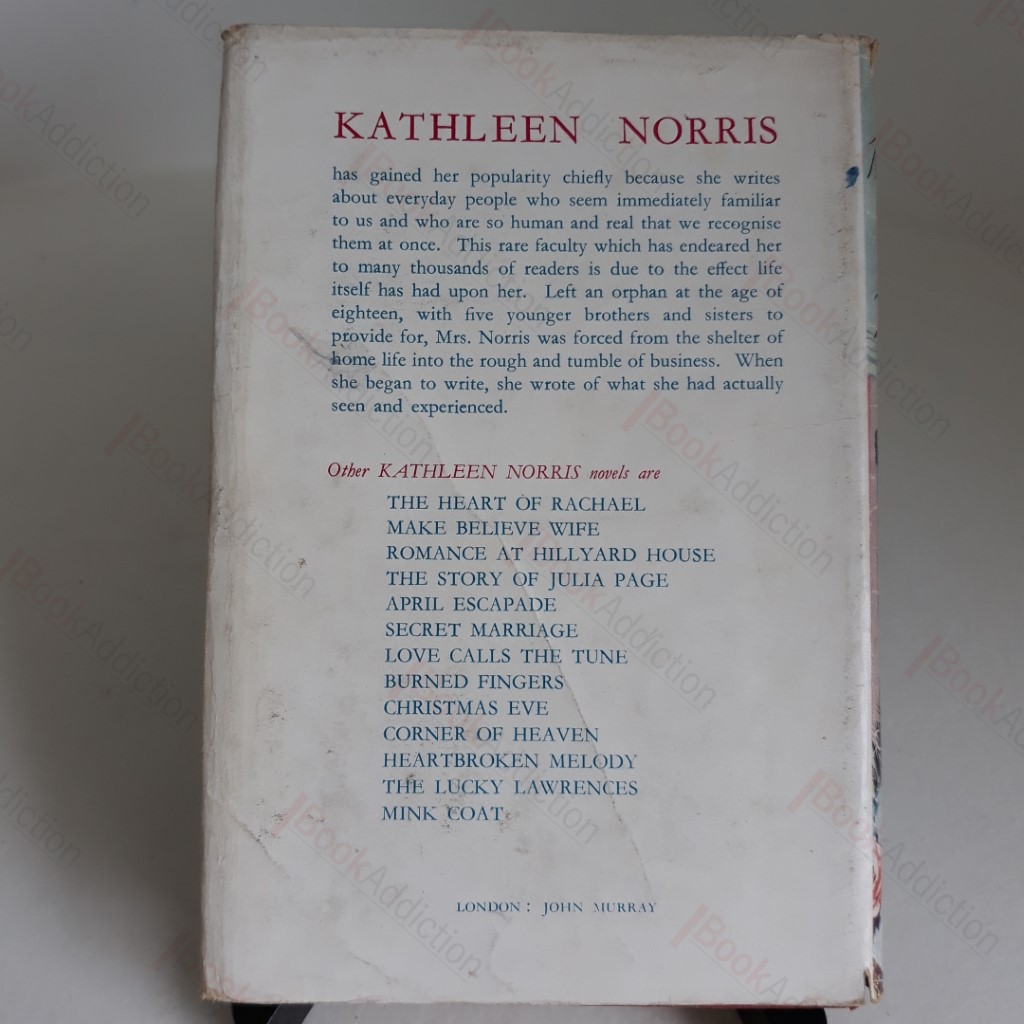 KATHLEEN NORRIS
has gained her popularity chiefly because she writes
about everyday people who seem immediately familiar
to us and who are so human and real that we recognise
them at once. This rare faculty which has endeared her
to many thousands of readers is due to the effect life
itself has had upon her. Left an orphan at the age of
eighteen, with five younger brothers and sisters to
provide for, Mrs. Norris was forced from the shelter of
home life into the rough and tumble of business. When
she began to write, she wrote of what she had actually
seen and experienced.
Other KATHLEEN NORRIS novels are
THE HEART OF RACHAEL
MAKE BELIEVE WIFE
ROMANCE AT HILLYARD HOUSE
THE STORY OF JULIA PAGE
APRIL ESCAPADE
SECRET MARRIAGE
LOVE CALLS THE TUNE
BURNED FINGERS
CHRISTMAS EVE
CORNER OF HEAVEN
HEARTBROKEN MELODY
THE LUCKY LAWRENCES
MINK COAT
LONDON: JOHN MURRAY
BookAddiction